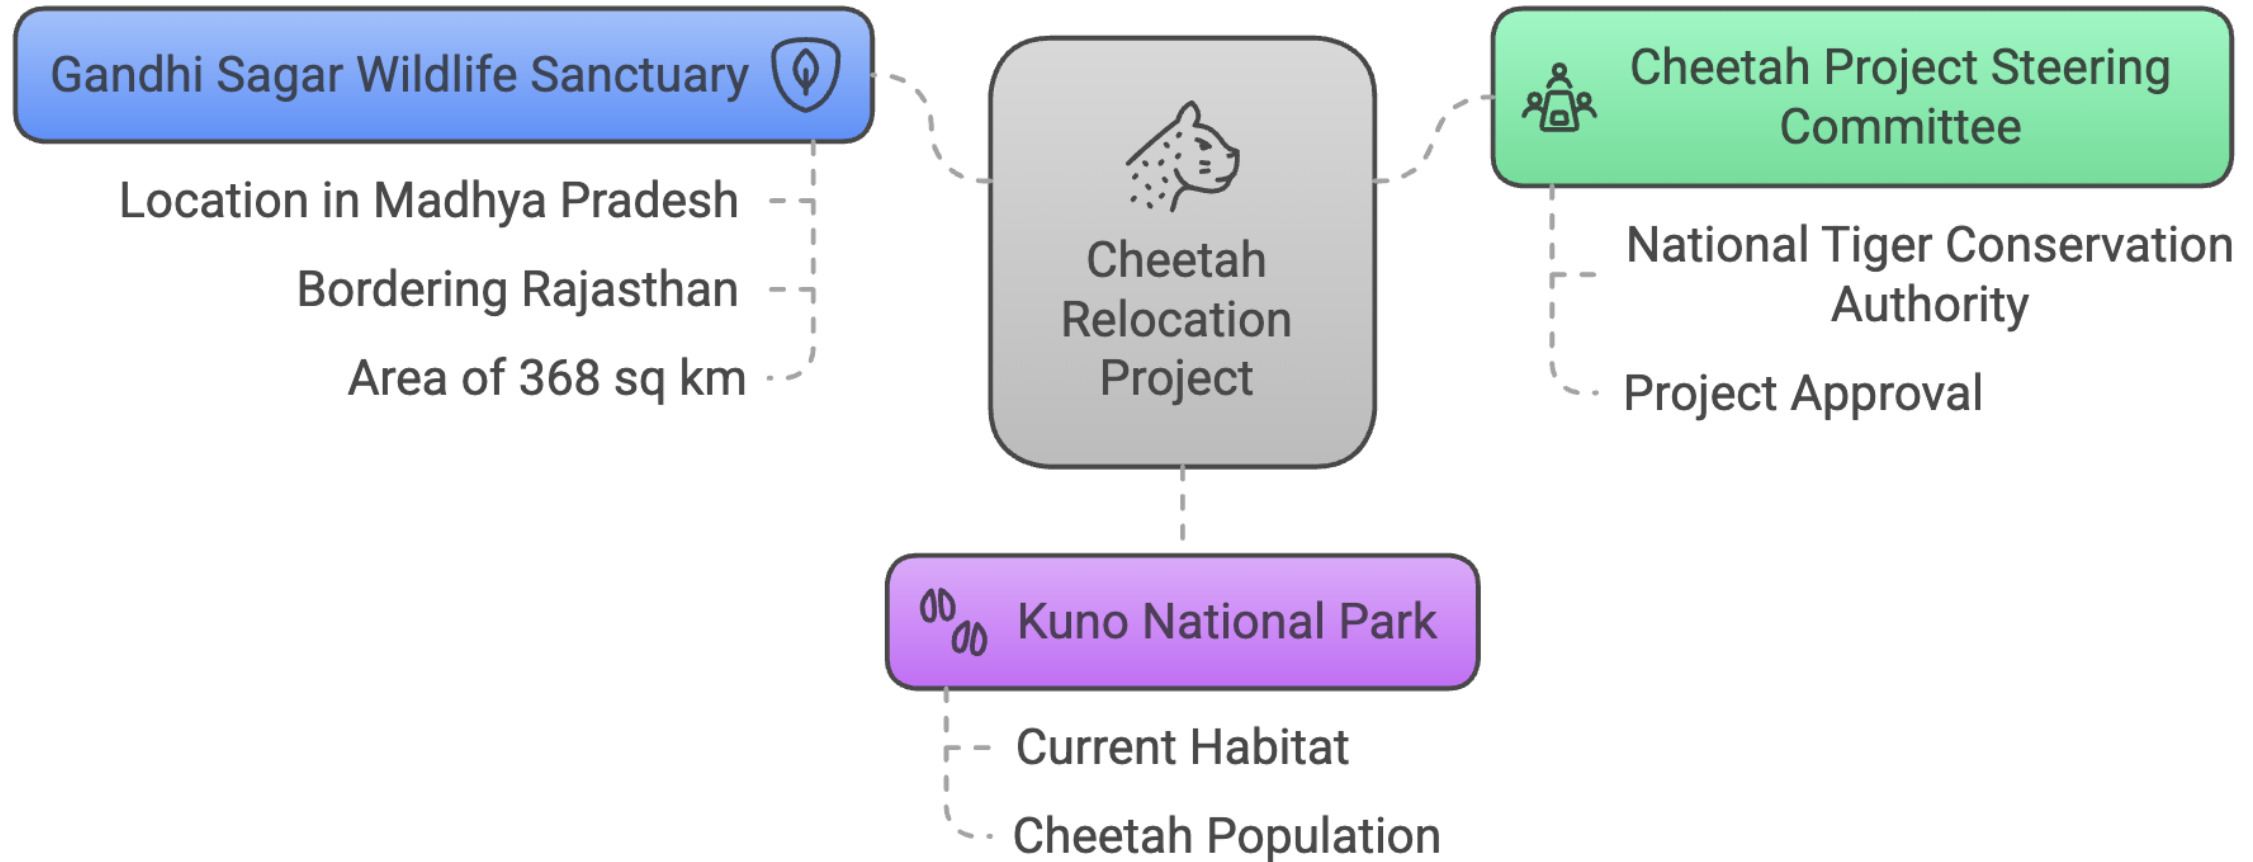 Gandhi Sagar Wildlife Sanctuary
Location in Madhya Pradesh
Bordering Rajasthan
Area of 368 sq km
Cheetah
Relocation
Project
Cheetah Project Steering
Committee
National Tiger Conservation
Authority
Project Approval
Kuno National Park
Current Habitat
Cheetah Population